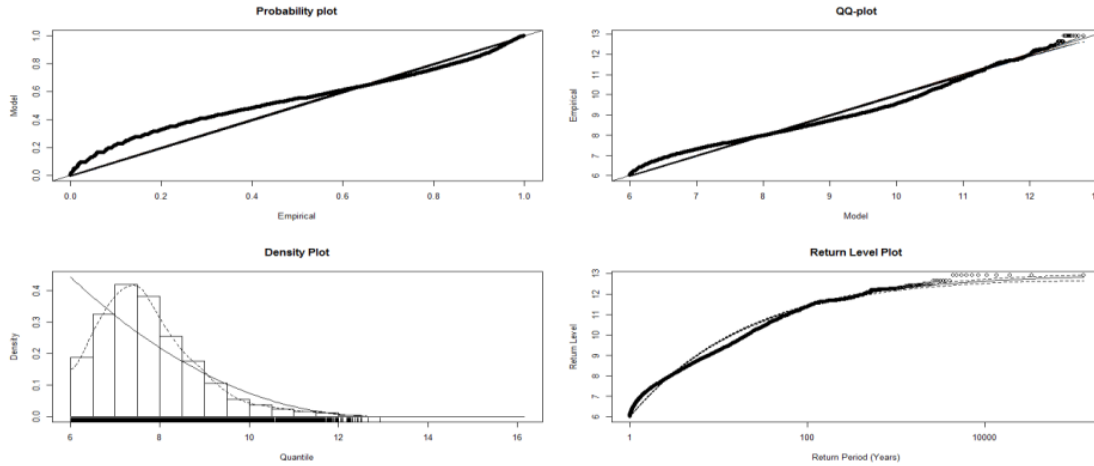 Probability plot
Model
0.0 0.2 0.4 0.6 0.8 1.0
0.0 0.2 0.4 0.6 0.8 1.0
Empirical
QQ-plot
Empirical
6 7 8 9 10 11 12 13
6 7 8 9 10 11 12
Model
Density Plot
Density
0.0 0.1 0.2 0.3 0.4
6 8 10 12 14 16
Quantile
Return Level Plot
Return Level
6 7 8 9 10 11 12 13
1 100 10000
Return Period (Years)